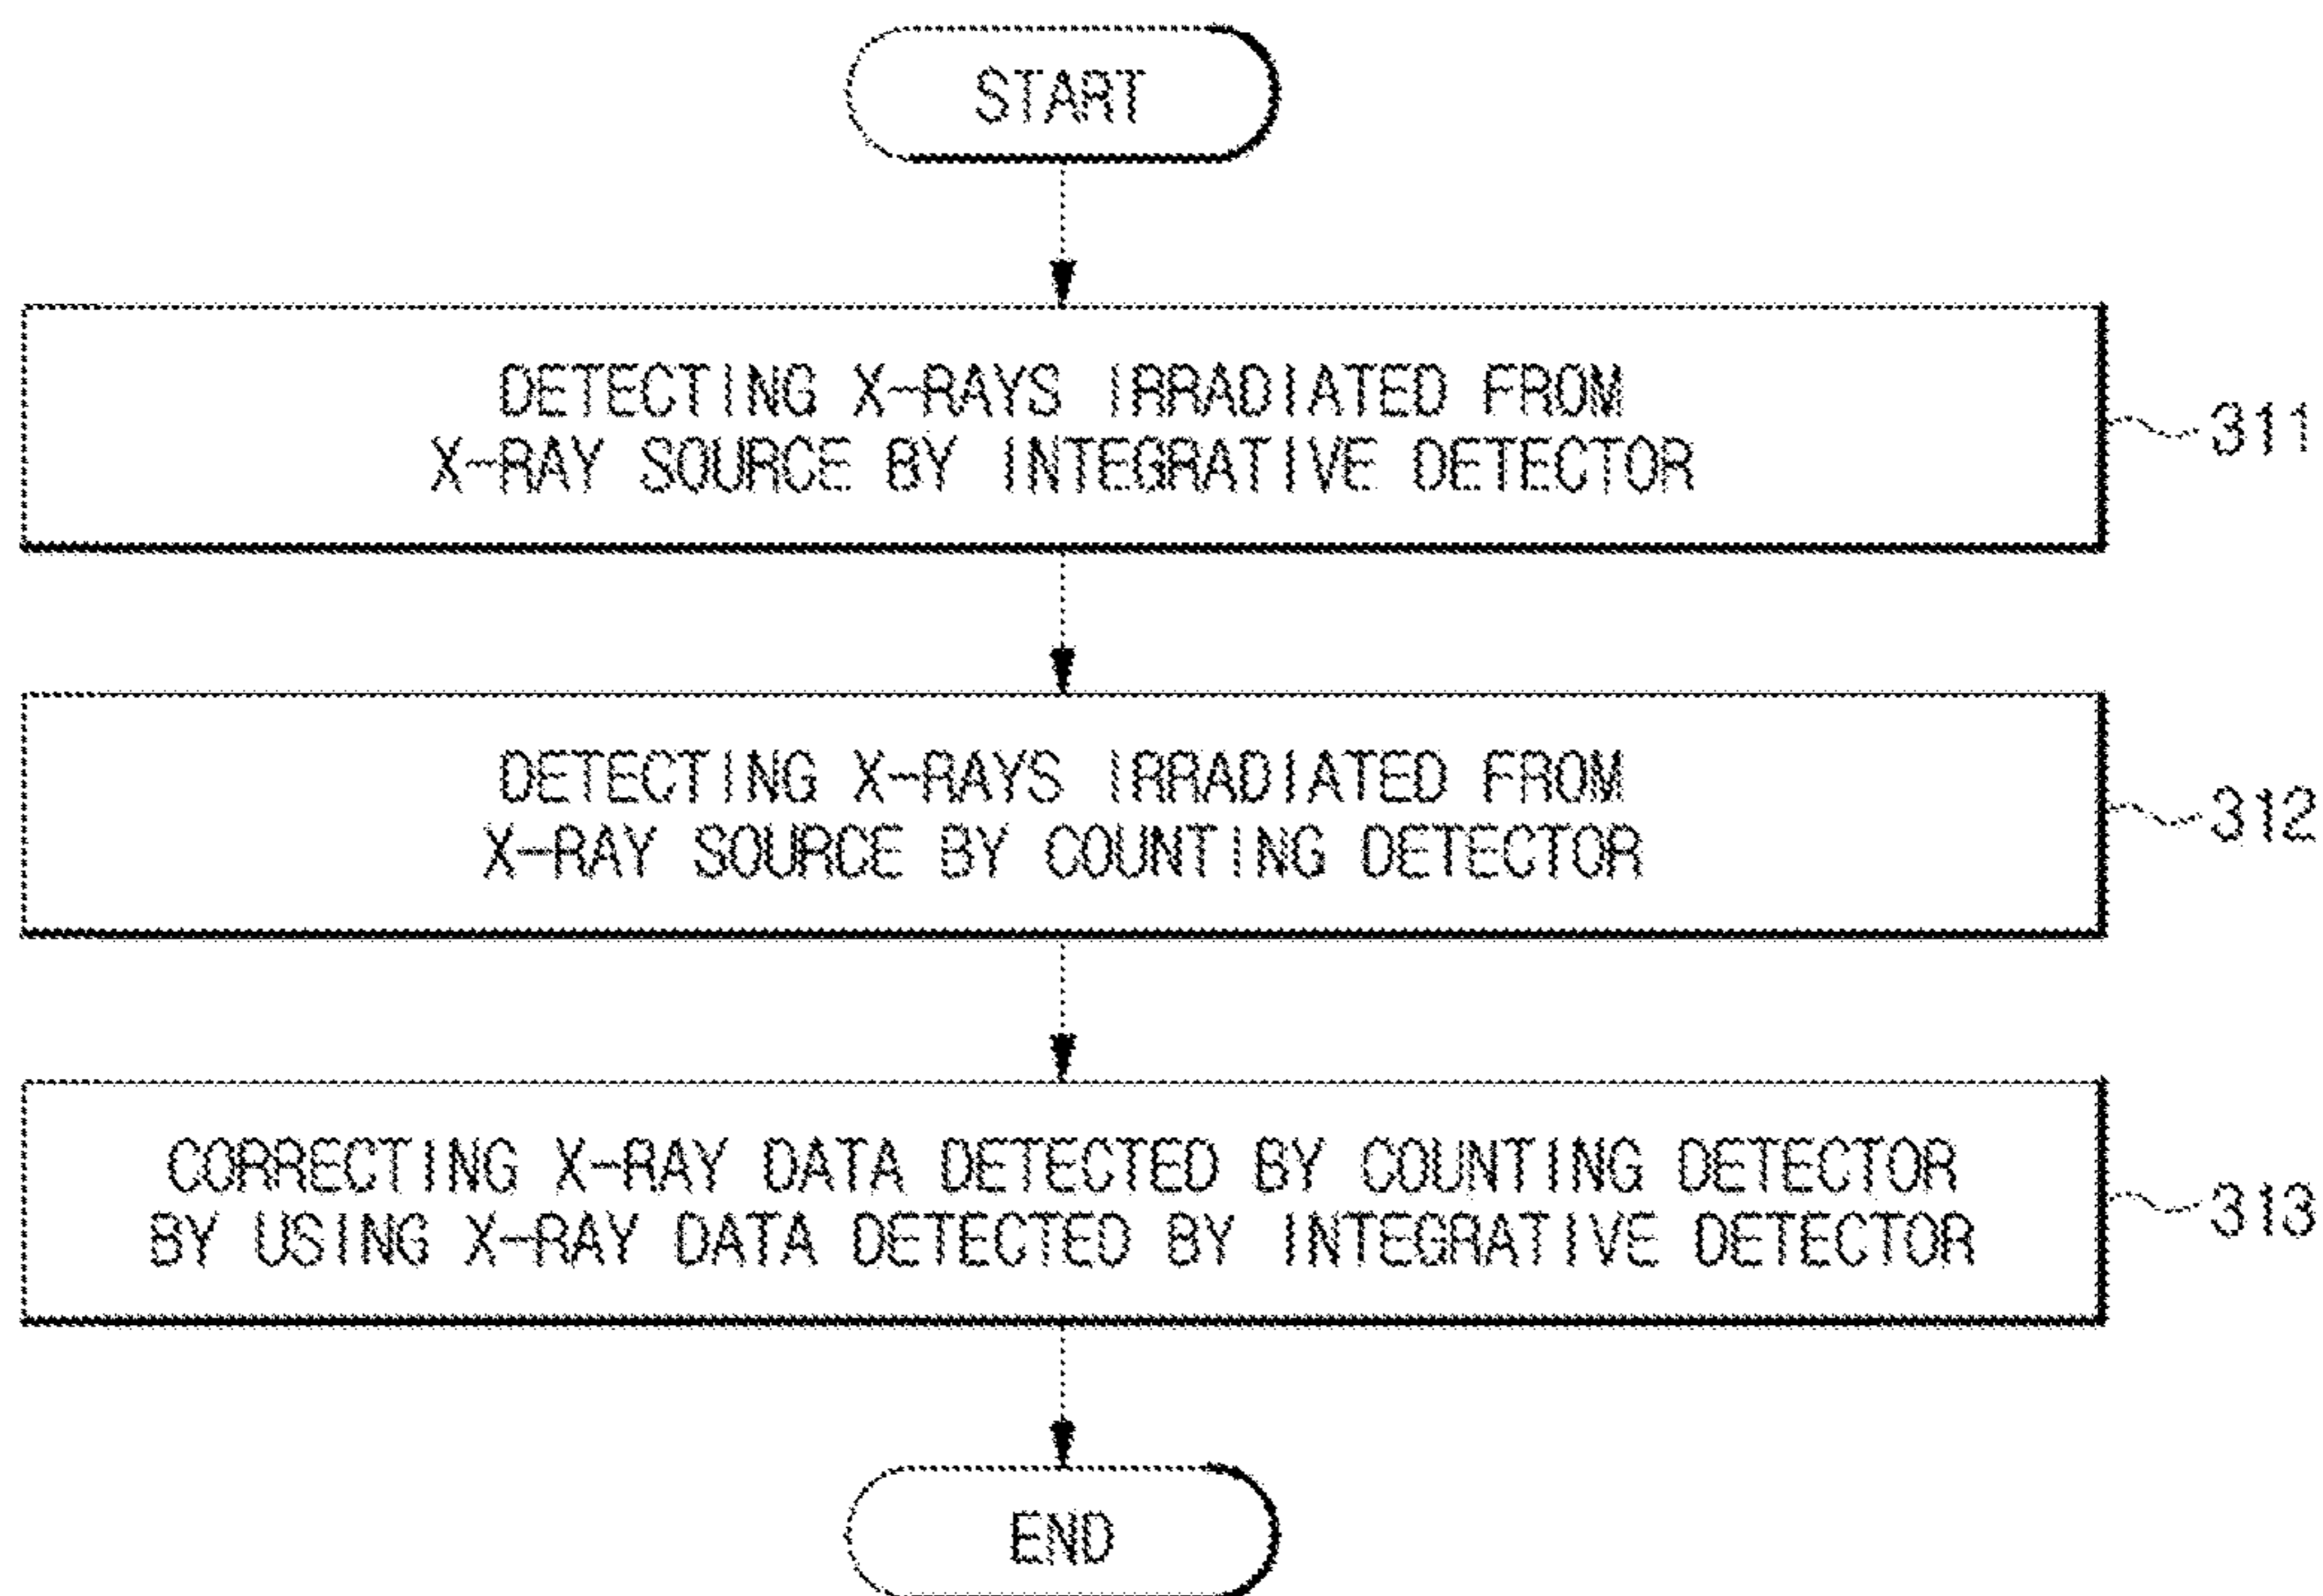 START
DETECTING X-RAYS IRRADIATED FROM
X-RAY SOURCE BY INTEGRATIVE DETECTOR
311
DETECTING X-RAYS IRRADIATED FROM
X-RAY SOURCE BY COUNTING DETECTOR
312
CORRECTING X-RAY DATA DETECTED BY COUNTING DETECTOR
BY USING X-RAY DATA DETECTED BY INTEGRATIVE DETECTOR
313
END